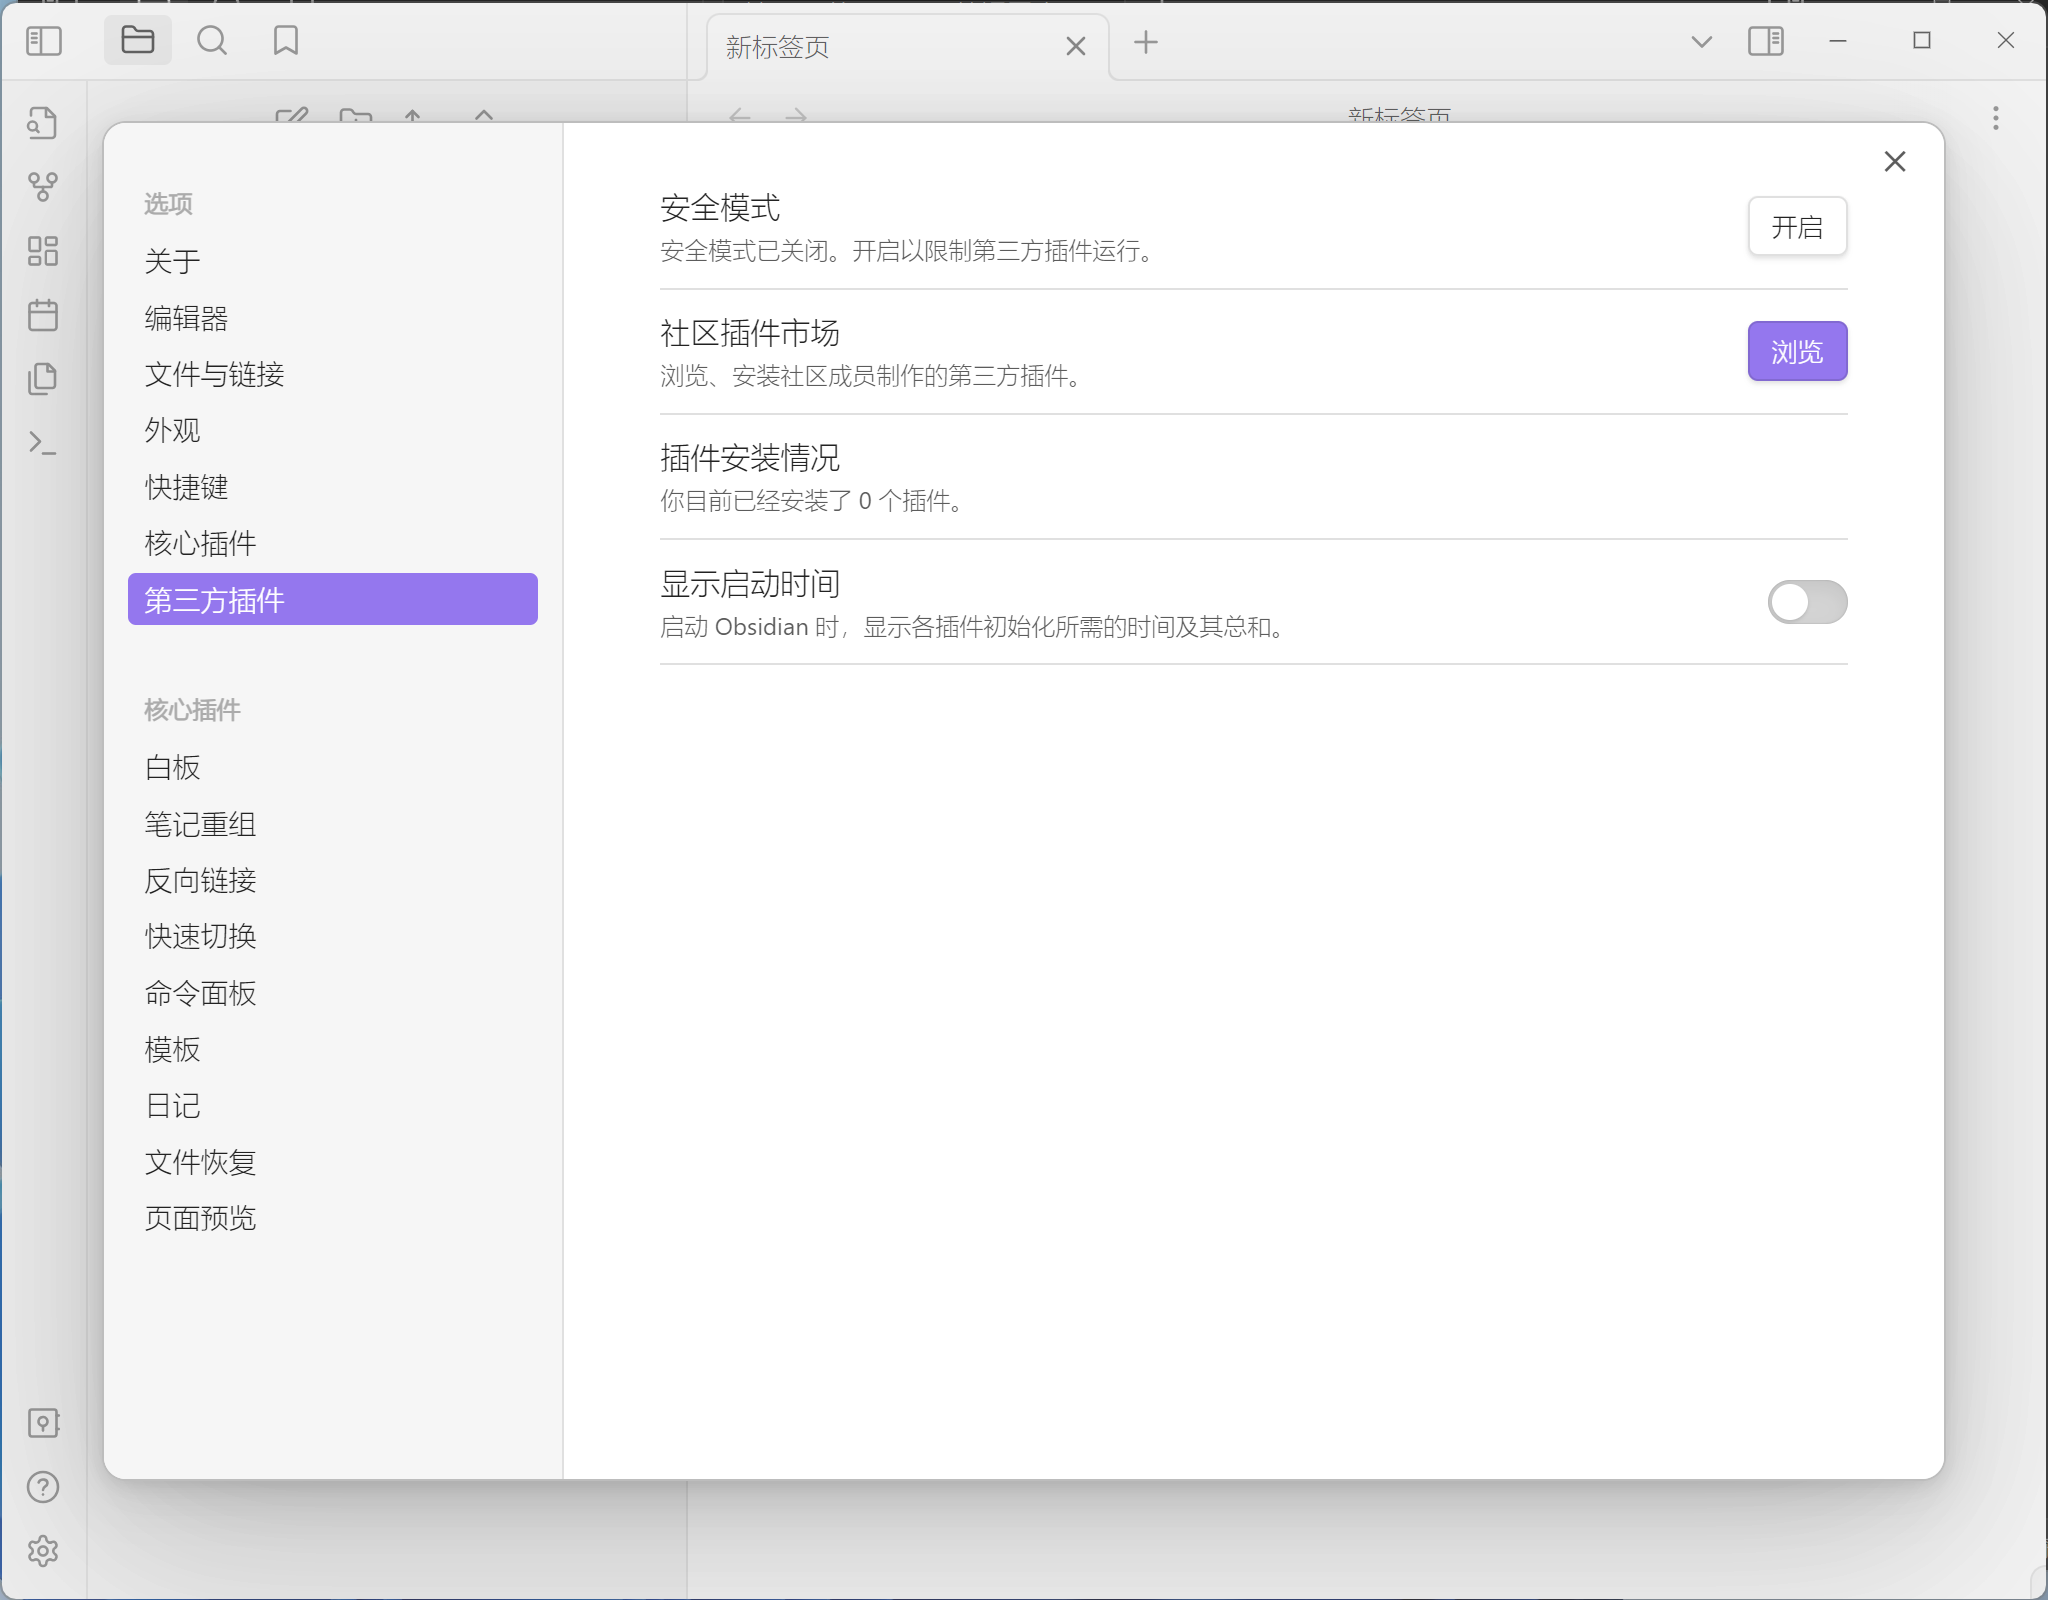 新标签页
新标签页
选项
关于
编辑器
文件与链接
外观
快捷键
核心插件
第三方插件
核心插件
白板
笔记重组
反向链接
快速切换
命令面板
模板
日记
文件恢复
页面预览
安全模式
安全模式已关闭。开启以限制第三方插件运行。
开启
社区插件市场
浏览、安装社区成员制作的第三方插件。
浏览
插件安装情况
你目前已经安装了 0 个插件。
显示启动时间
启动 Obsidian 时，显示各插件初始化所需的时间及其总和。